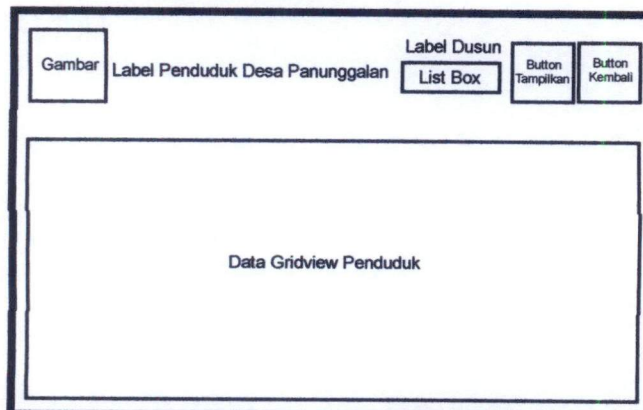 Gambar
Label Penduduk Desa Panunggalan
Label Dusun
List Box
Button
Tampilkan
Button
Kembali
Data Gridview Penduduk